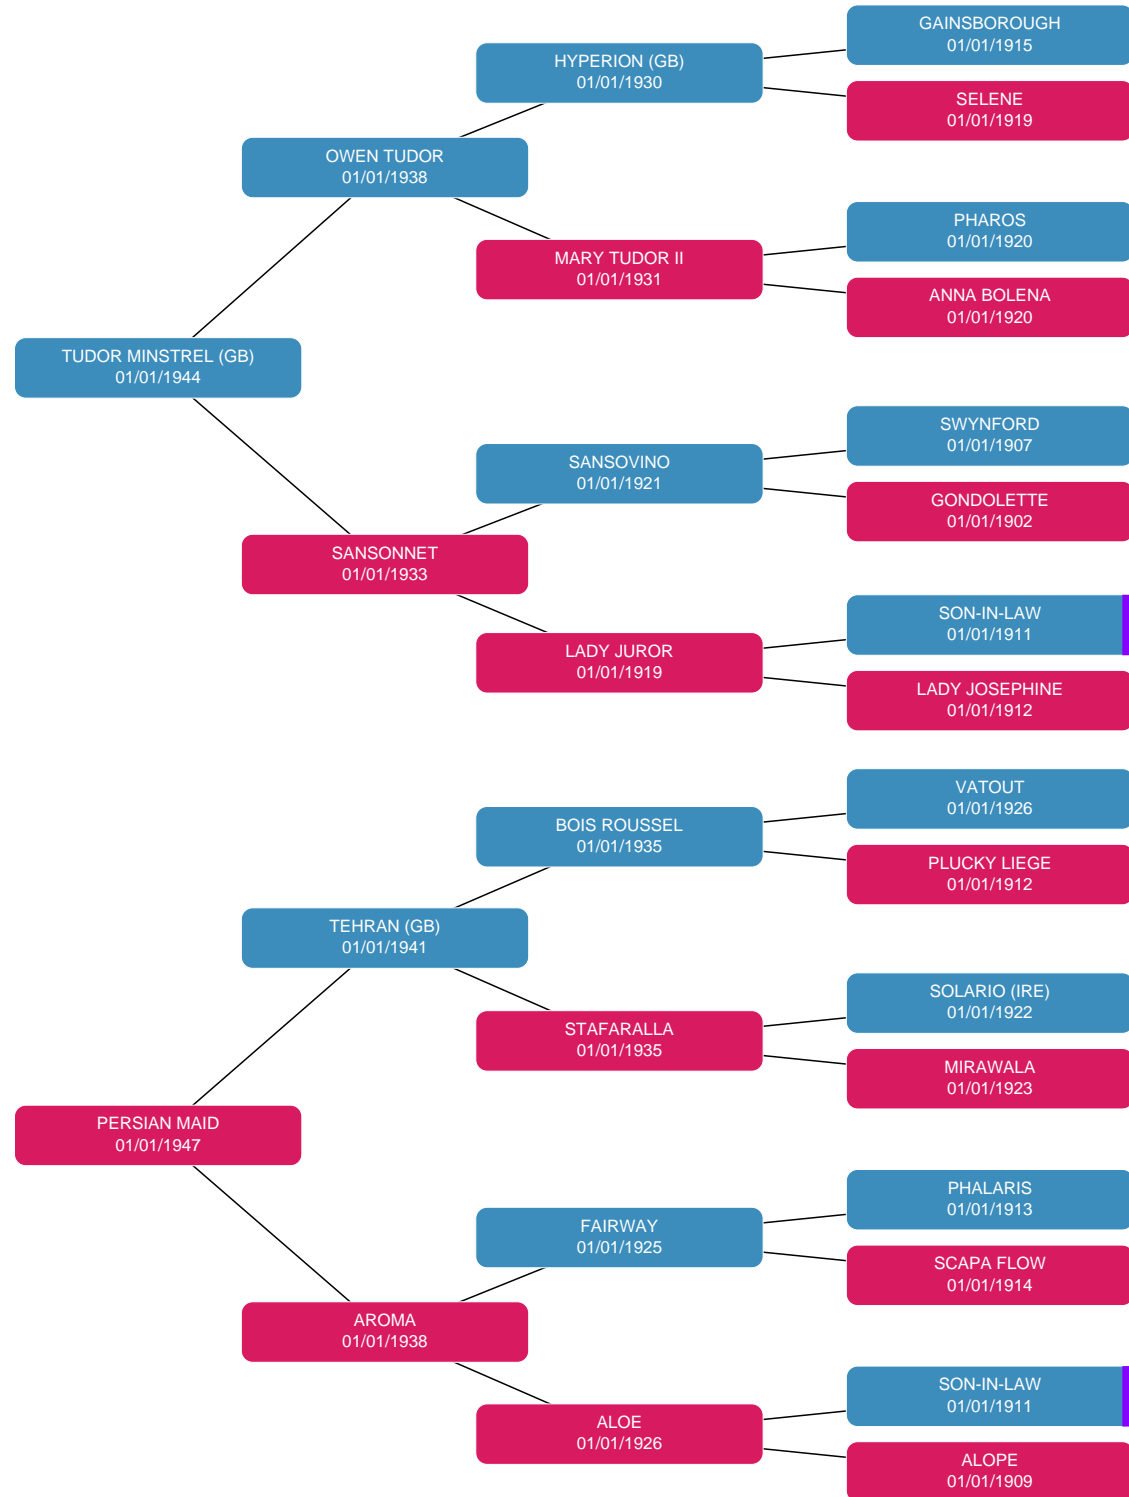 GAINSBOROUGH
01/01/1915
HYPERION (GB)
01/01/1930
SELENE
01/01/1919
OWEN TUDOR
01/01/1938
PHAROS
01/01/1920
MARY TUDOR II
01/01/1931
ANNA BOLENA
01/01/1920
TUDOR MINSTREL (GB)
01/01/1944
SWYNFORD
01/01/1907
SANSOVINO
01/01/1921
GONDOLETTE
01/01/1902
SANSONNET
01/01/1933
SON-IN-LAW
01/01/1911
LADY JUROR
01/01/1919
LADY JOSEPHINE
01/01/1912
VATOUT
01/01/1926
BOIS ROUSSEL
01/01/1935
PLUCKY LIEGE
01/01/1912
TEHRAN (GB)
01/01/1941
SOLARIO (IRE)
01/01/1922
STAFARALLA
01/01/1935
MIRAWALA
01/01/1923
PERSIAN MAID
01/01/1947
PHALARIS
01/01/1913
FAIRWAY
01/01/1925
SCAPA FLOW
01/01/1914
AROMA
01/01/1938
SON-IN-LAW
01/01/1911
ALOE
01/01/1926
ALOPE
01/01/1909